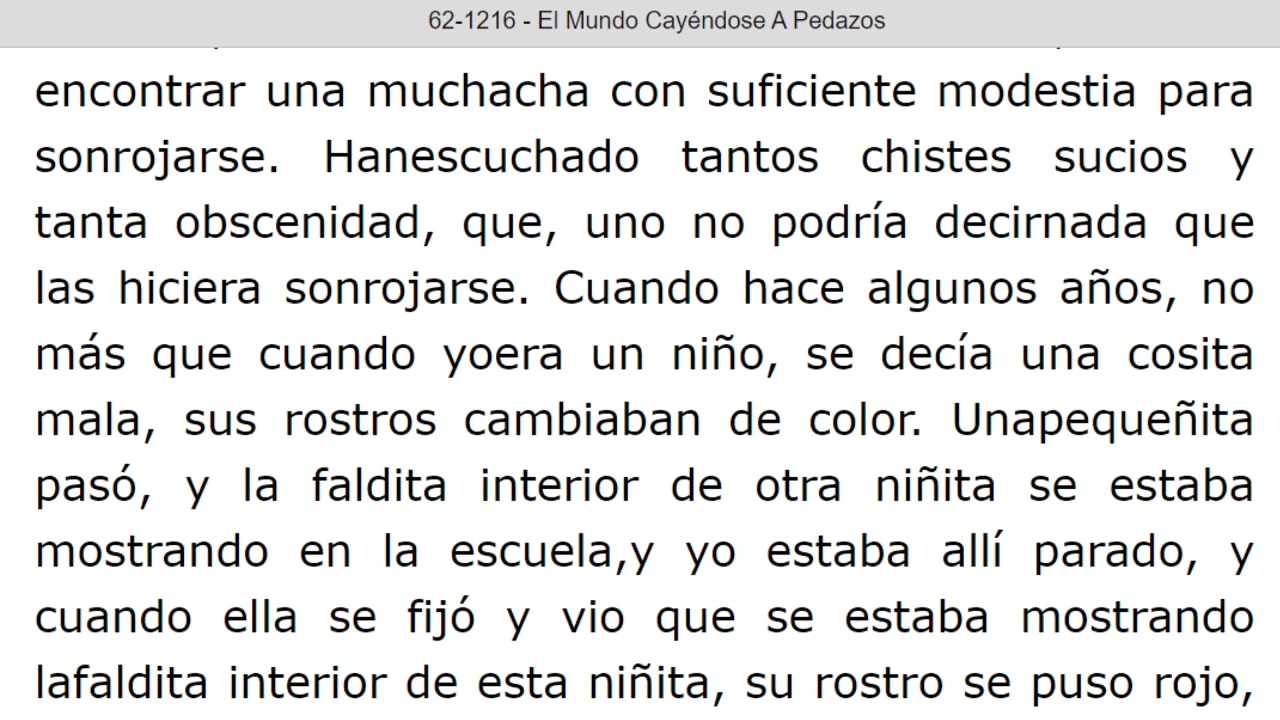 62-1216 - El Mundo Cayéndose A Pedazos
encontrar una muchacha con suficiente modestia para
sonrojarse. Hanescuchado tantos chistes sucios y
tanta obscenidad, que, uno no podría decirnada que
las hiciera sonrojarse. Cuando hace algunos años, no
más que cuando yoera un niño, se decía una cosita
mala, sus rostros cambiaban de color. Unapequeñita
pasó, y la faldita interior de otra niñita se estaba
mostrando en la escuela,y yo estaba allí parado, y
cuando ella se fijó y vio que se estaba mostrando
lafaldita interior de esta niñita, su rostro se puso rojo,